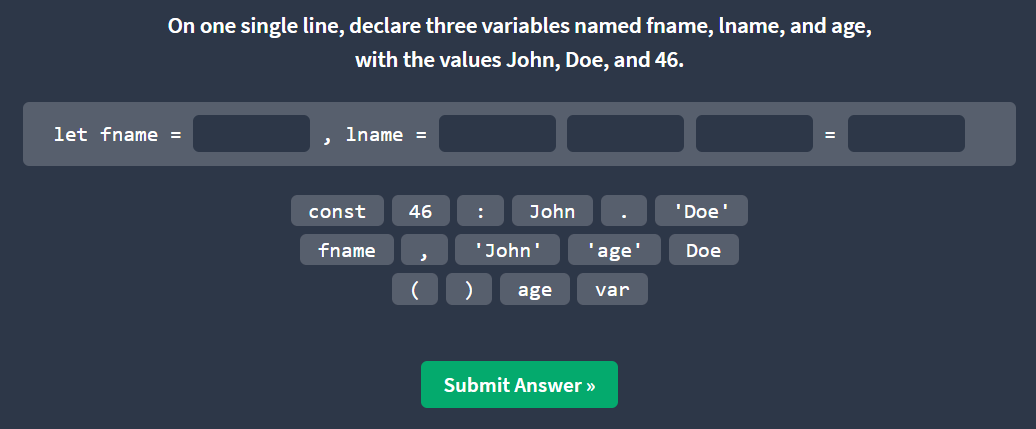 On one single line, declare three variables named fname, lname, and age,
with the values John, Doe, and 46.
let fname = , lname = =
const 46 : John . 'Doe'
fname , 'John' 'age' Doe
( ) age var
Submit Answer »